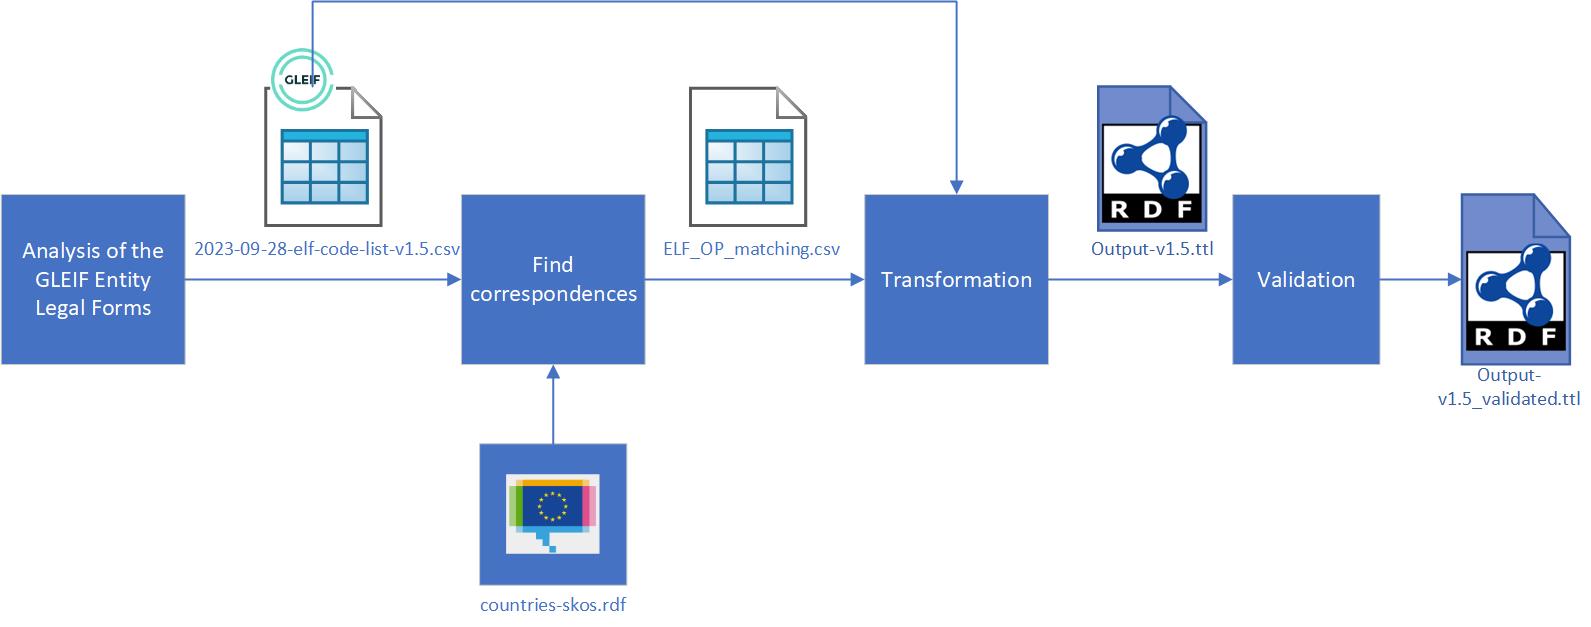 GLEIF
Analysis of the
GLEIF Entity
Legal Forms
2023-09-28-elf-code-list-v1.5.csv
Find
correspondences
ELF_OP_matching.csv
Transformation
RDF
Output-v1.5.ttl
Validation
RDF
Output-
v1.5_validated.ttl
countries-skos.rdf